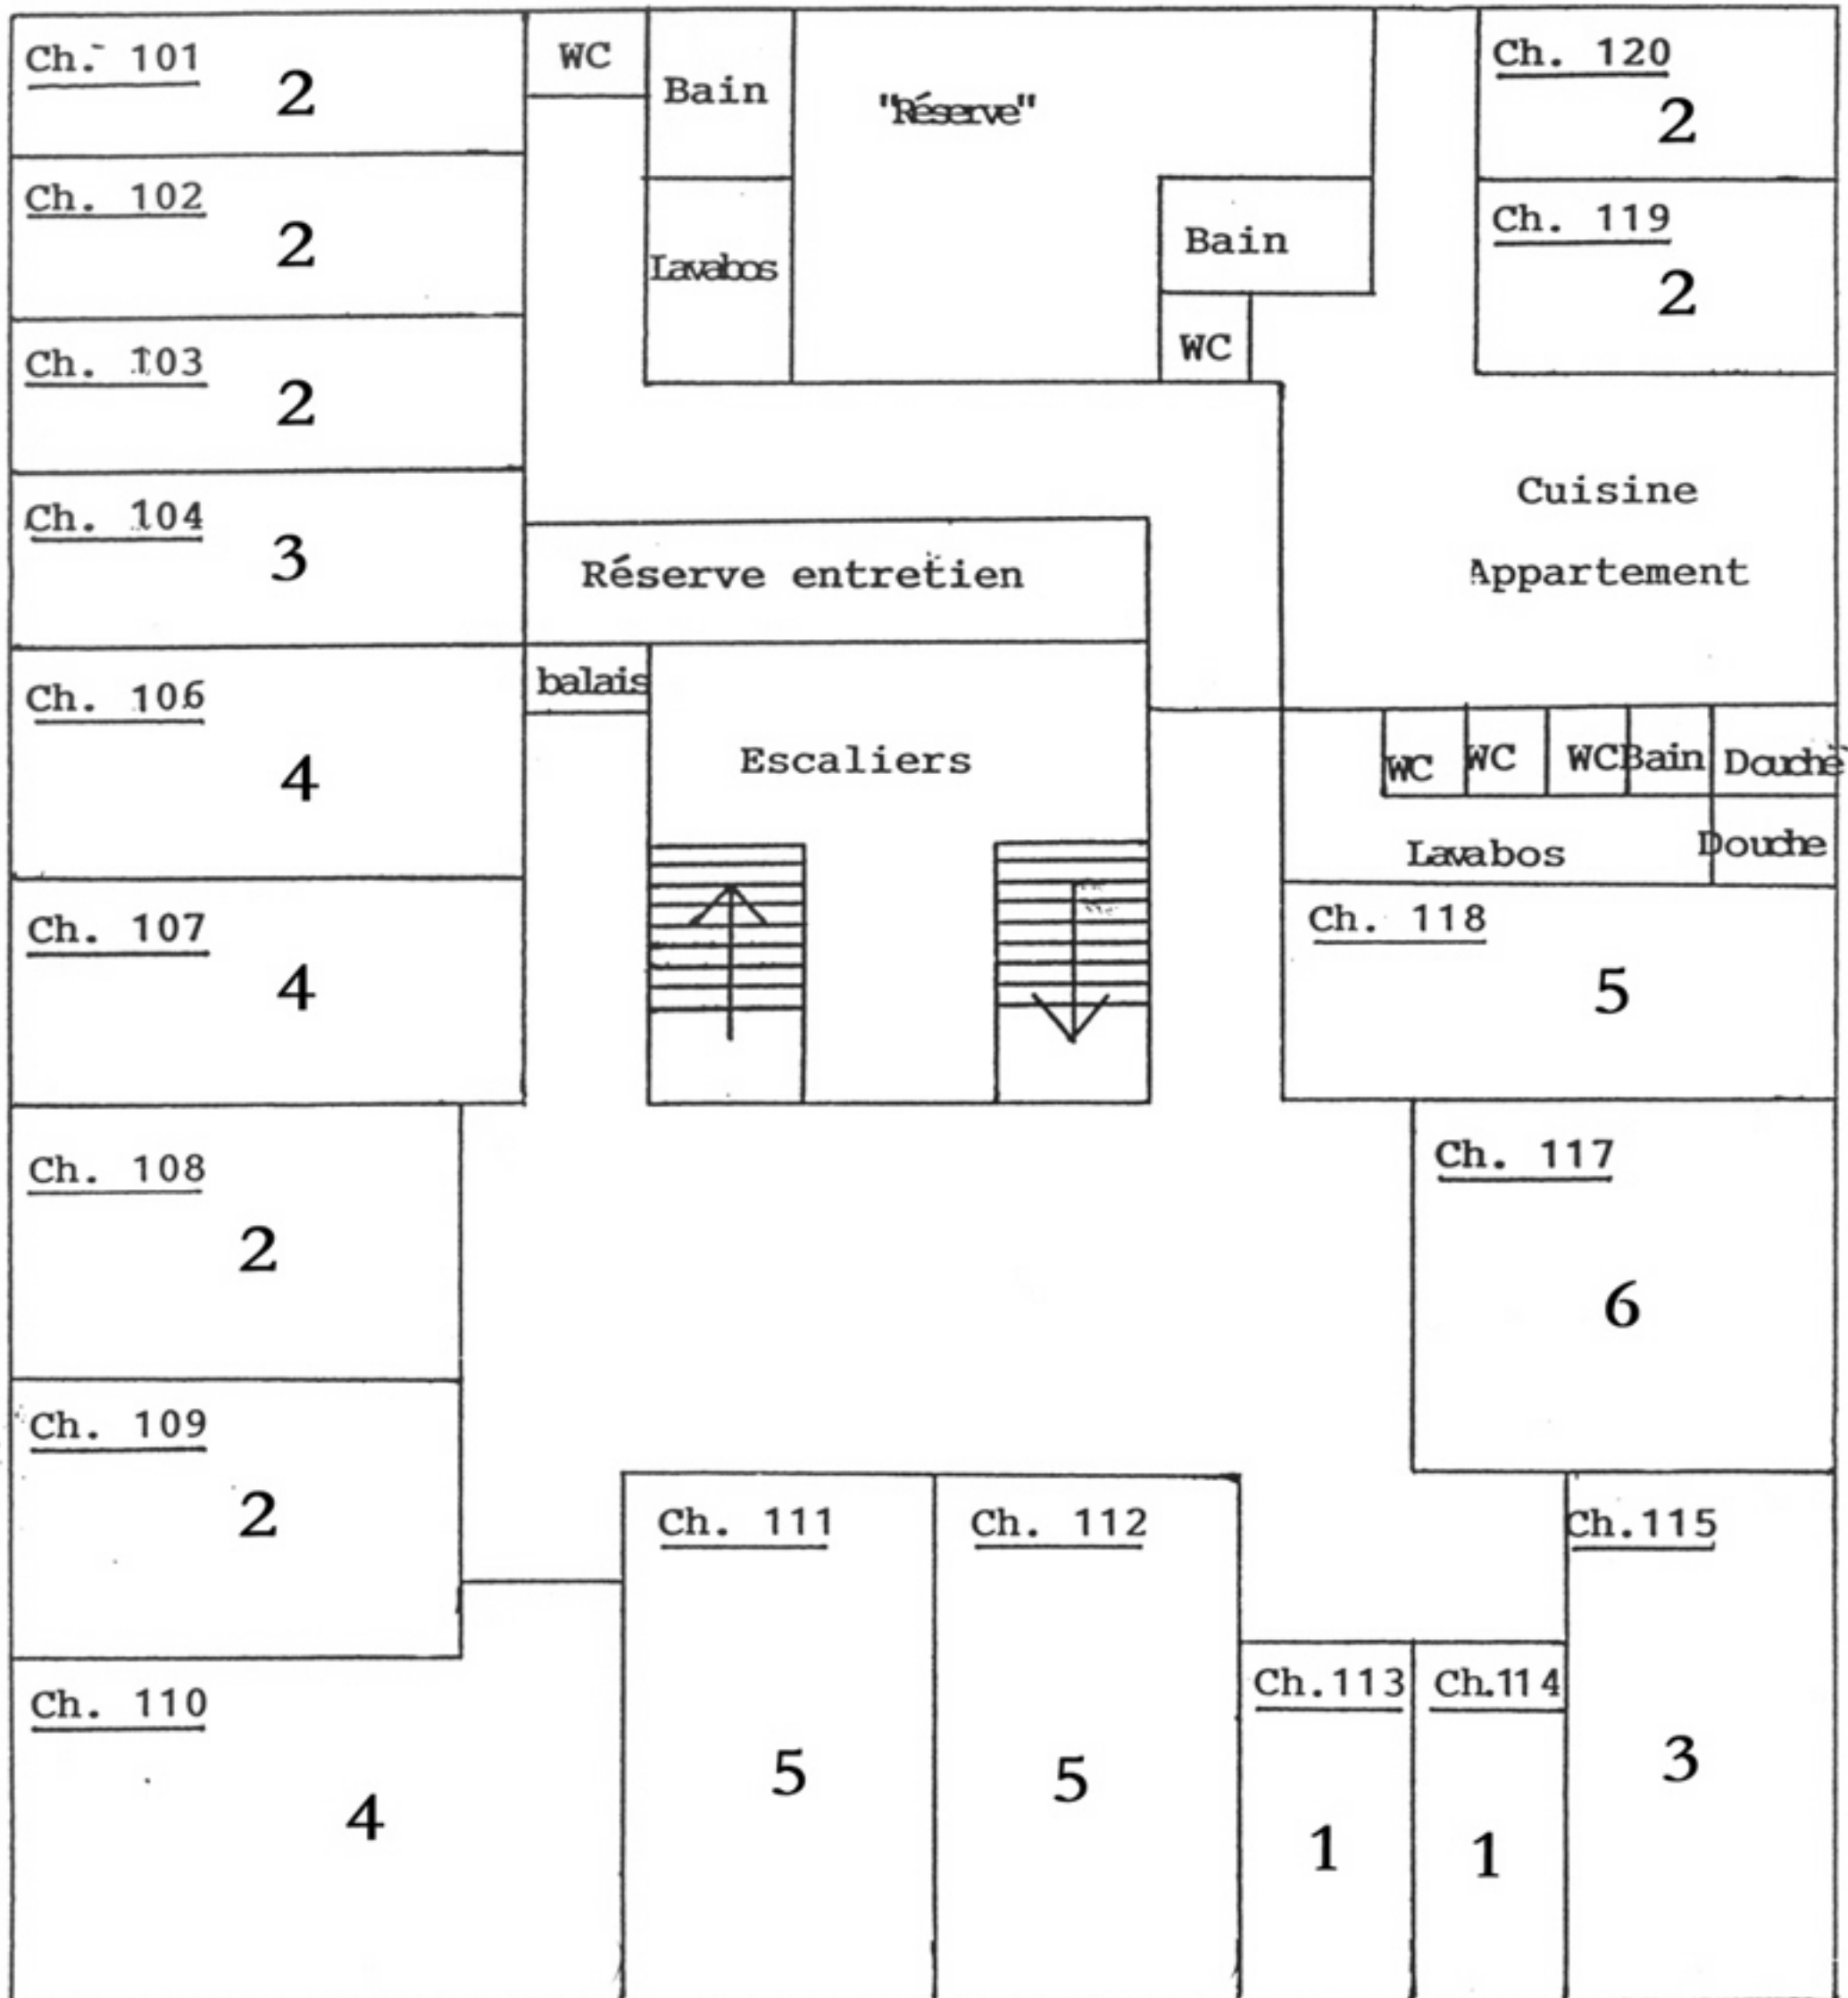 Ch. 101
2
WC
Bain
"Réserve"
Ch. 120
2
Ch. 102
2
Lavabos
Bain
WC
Ch. 119
2
Ch. 103
2
Ch. 104
3
Réserve entretien
Cuisine
Appartement
Ch. 106
4
balais
Escaliers
WC
WC
WC
Bain
Douche
Lavabos
Douche
Ch. 107
4
Ch. 118
5
Ch. 108
2
Ch. 117
6
Ch. 109
2
Ch. 111
5
Ch. 112
5
Ch.115
3
Ch. 110
4
Ch.113
1
Ch.114
1